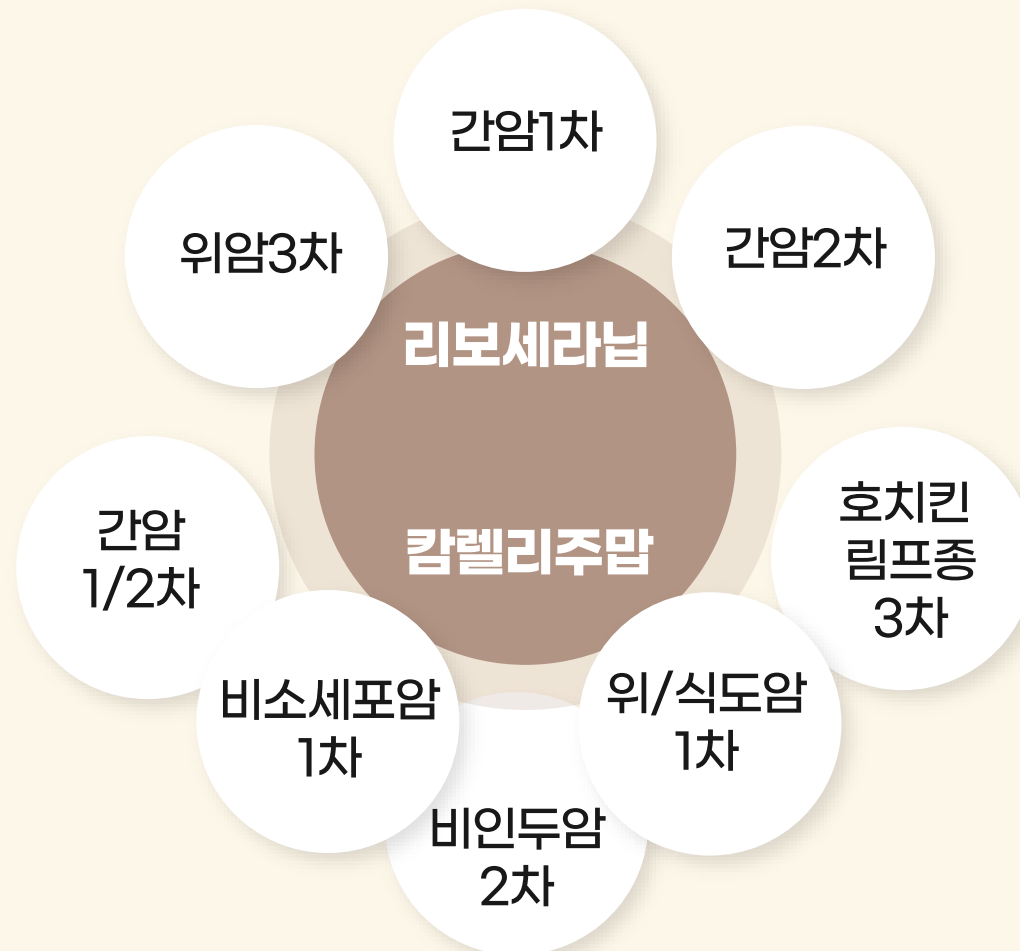 간암1차
위암3차
간암2차
리보세라닙
호치킨
림프종
3차
간암
1/2차
캄렐리주맙
비소세포암
1차
위/식도암
1차
비인두암
2차